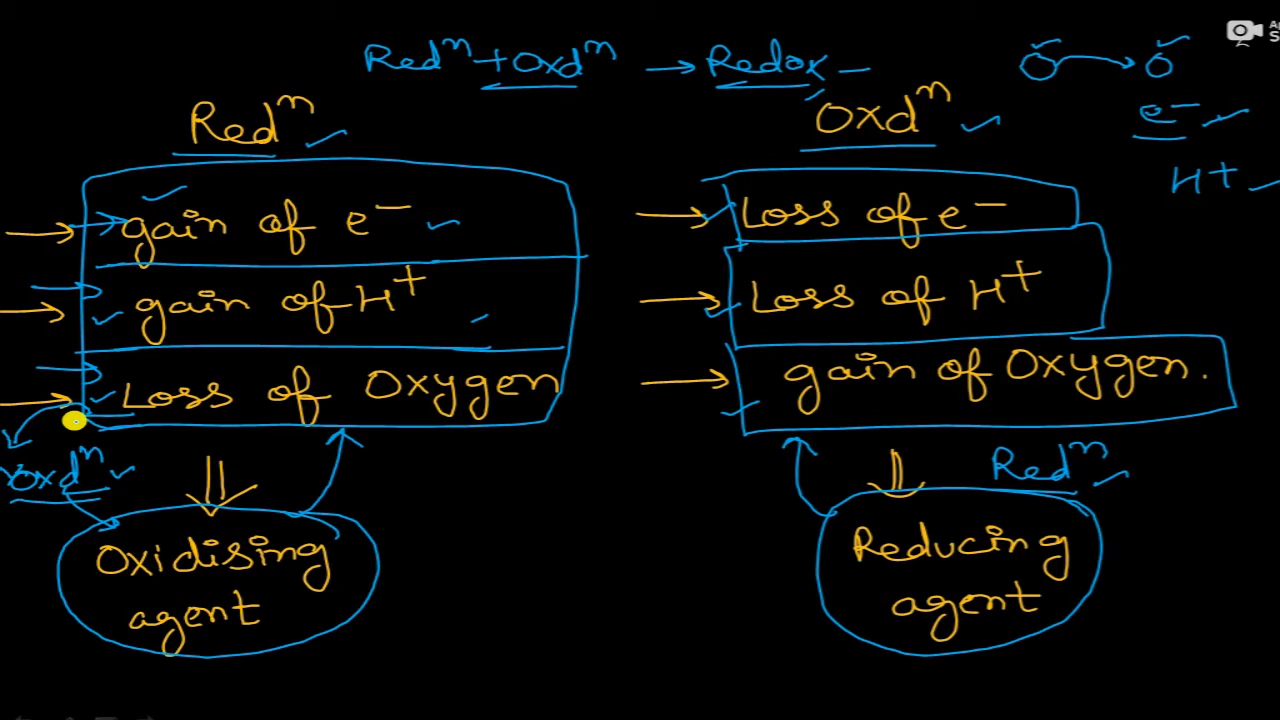 Redⁿ + Oxdⁿ → Redox –
e–
H+
Redⁿ
Oxdⁿ
gain of e–
gain of H+
Loss of Oxygen
Loss of e–
Loss of H+
gain of Oxygen.
Oxdⁿ
Redⁿ
Oxidising
agent
Reducing
agent